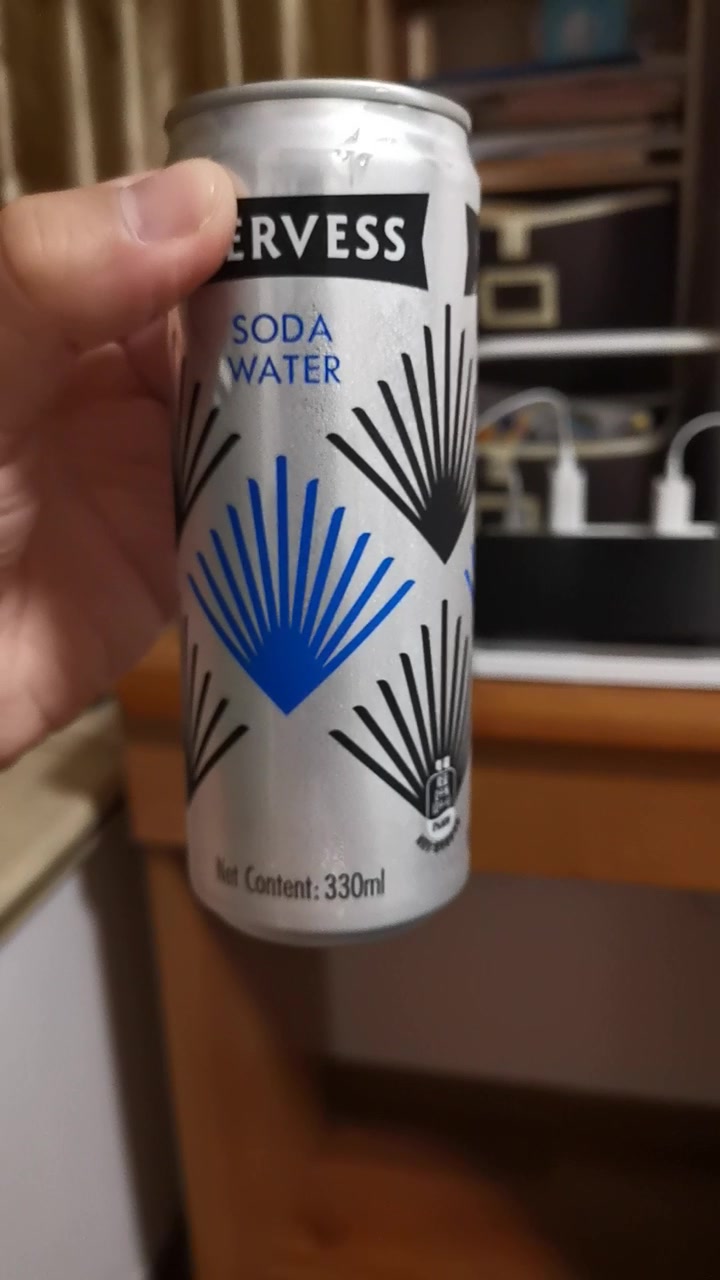 ERVESS
SODA
WATER
Net Content: 330ml